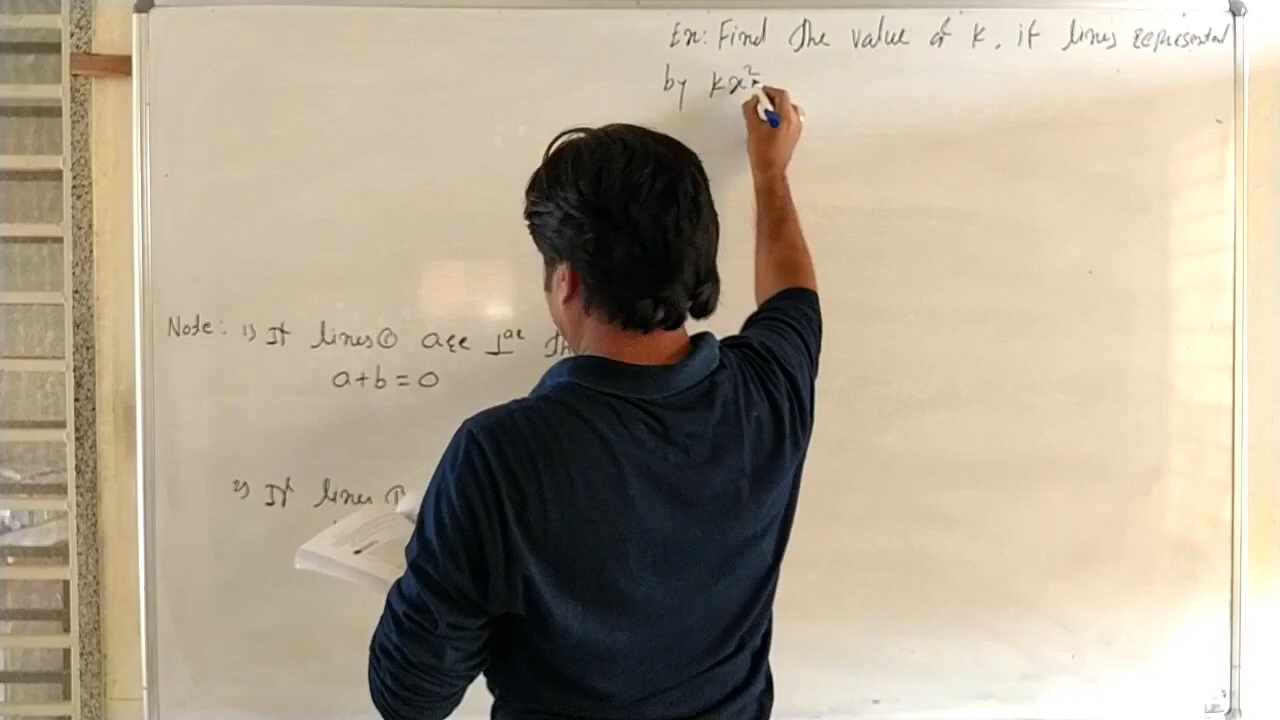 Ex: Find the value of k, if lines represented
by kx²
Note: 1) If lines ① are ⊥ar
a+b=0
2) If lines ①